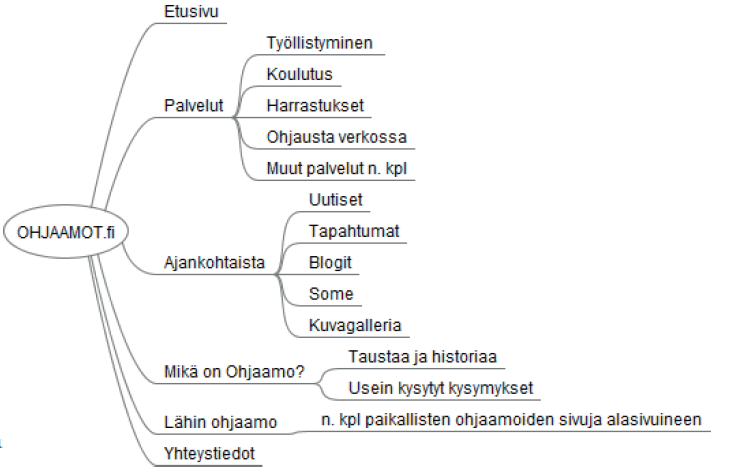 OHJAAMOT.fi
Etusivu
Palvelut
Työllistyminen
Koulutus
Harrastukset
Ohjausta verkossa
Muut palvelut n. kpl
Ajankohtaista
Uutiset
Tapahtumat
Blogit
Some
Kuvagalleria
Mikä on Ohjaamo?
Taustaa ja historiaa
Usein kysytyt kysymykset
Lähin ohjaamo
n. kpl paikallisten ohjaamoiden sivuja alasivuineen
Yhteystiedot